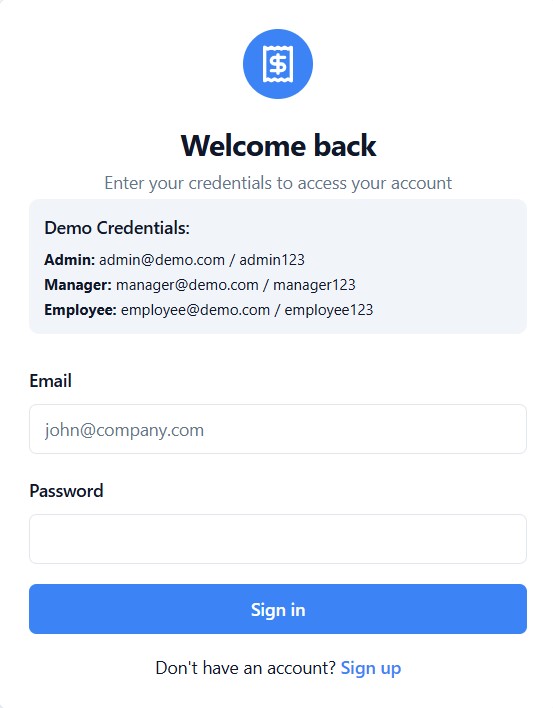 $
Welcome back
Enter your credentials to access your account
Demo Credentials:
Admin: admin@demo.com / admin123
Manager: manager@demo.com / manager123
Employee: employee@demo.com / employee123
Email
john@company.com
Password
Sign in
Don't have an account? Sign up